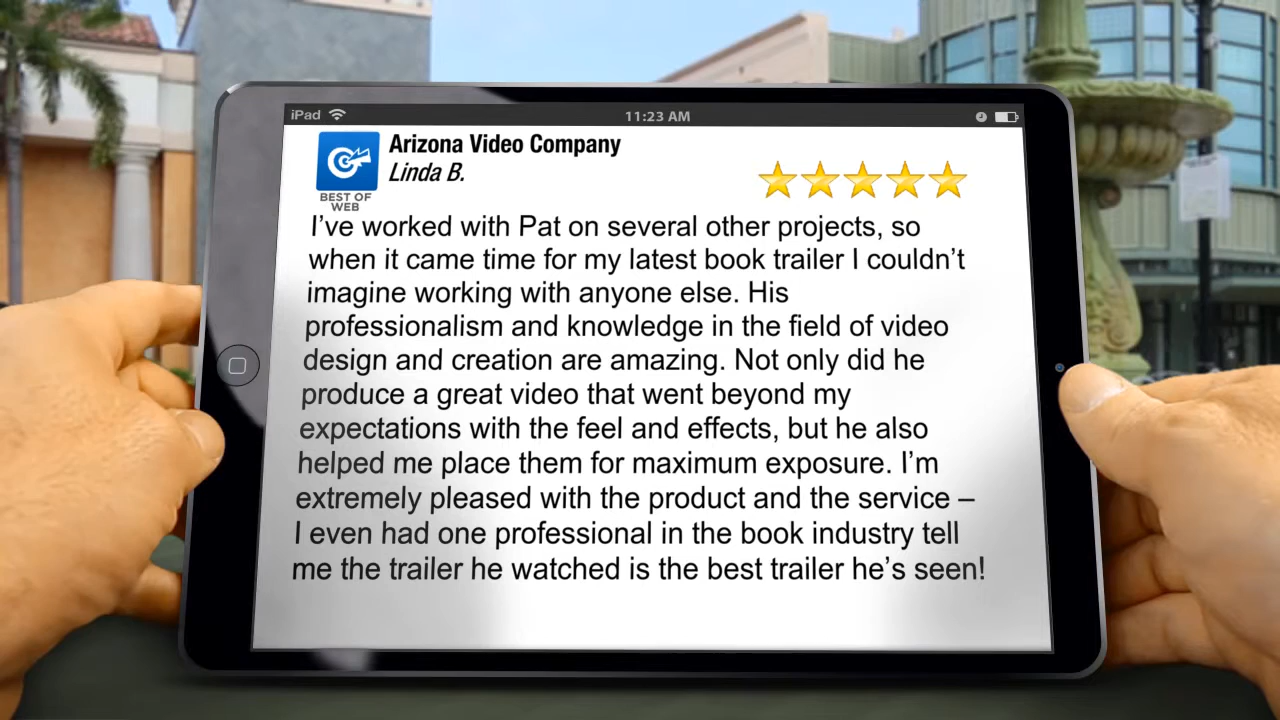 iPad
11:23 AM
Arizona Video Company
Linda B.
BEST OF
WEB
I’ve worked with Pat on several other projects, so
when it came time for my latest book trailer I couldn’t
imagine working with anyone else. His
professionalism and knowledge in the field of video
design and creation are amazing. Not only did he
produce a great video that went beyond my
expectations with the feel and effects, but he also
helped me place them for maximum exposure. I’m
extremely pleased with the product and the service –
I even had one professional in the book industry tell
me the trailer he watched is the best trailer he’s seen!